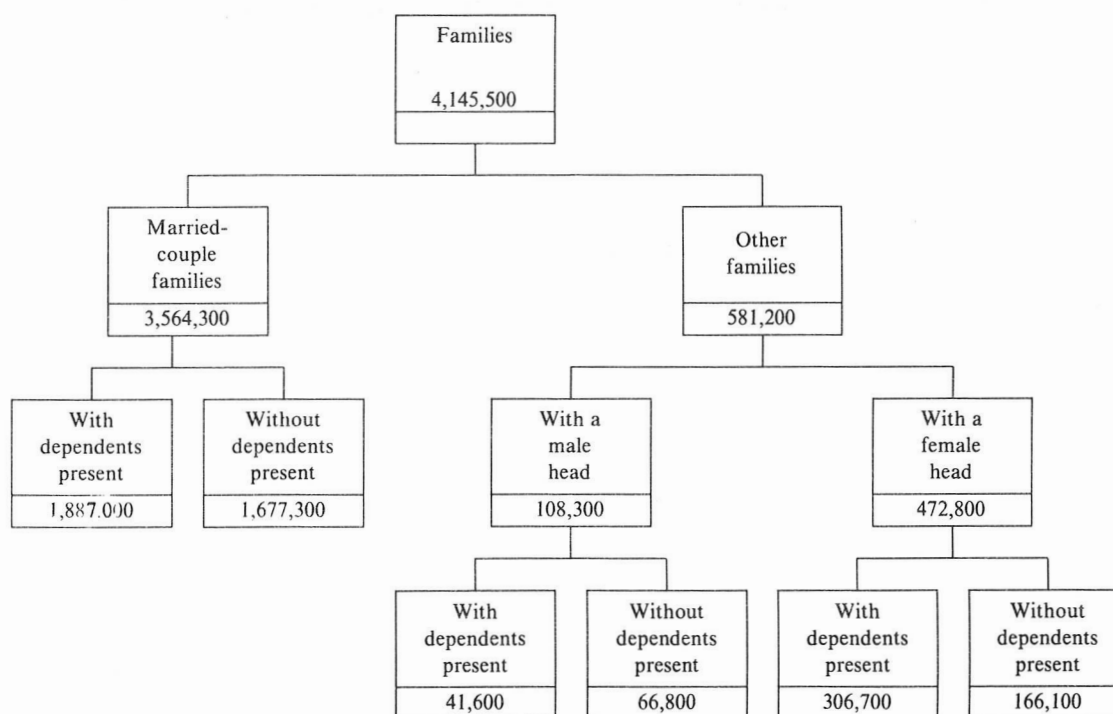 Families
4,145,500
Married-
couple
families
3,564,300
Other
families
581,200
With
dependents
present
1,887.000
Without
dependents
present
1,677,300
With a
male
head
108,300
With a
female
head
472,800
With
dependents
present
41,600
Without
dependents
present
66,800
With
dependents
present
306,700
Without
dependents
present
166,100